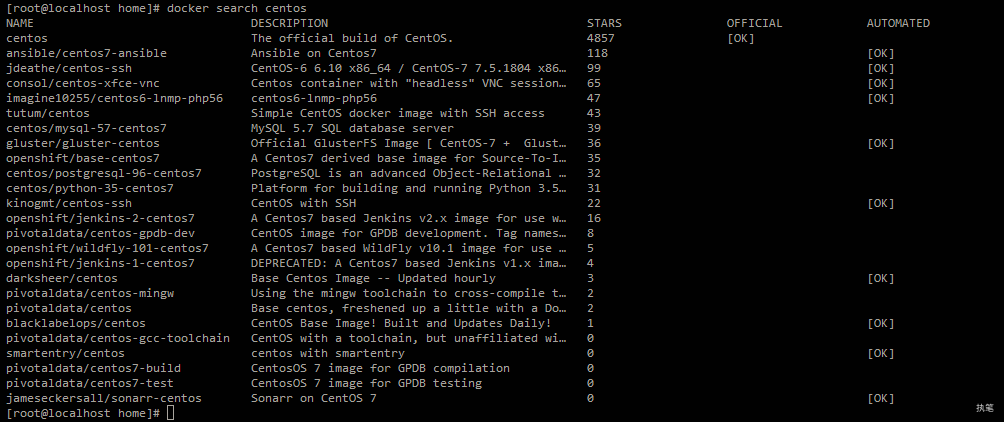 [root@localhost home]# docker search centos
NAME DESCRIPTION STARS OFFICIAL AUTOMATED
centos The official build of CentOS. 4857 [OK]
ansible/centos7-ansible Ansible on Centos7 118 [OK]
jdeathe/centos-ssh CentOS-6 6.10 x86_64 / CentOS-7 7.5.1804 x86… 99 [OK]
consol/centos-xfce-vnc Centos container with "headless" VNC session… 65 [OK]
imagine10255/centos6-lnmp-php56 centos6-lnmp-php56 47 [OK]
tutum/centos Simple CentOS docker image with SSH access 43
centos/mysql-57-centos7 MySQL 5.7 SQL database server 39
gluster/gluster-centos Official GlusterFS Image [ CentOS-7 + Glust… 36 [OK]
openshift/base-centos7 A Centos7 derived base image for Source-To-I… 35
centos/postgresql-96-centos7 PostgreSQL is an advanced Object-Relational … 32
centos/python-35-centos7 Platform for building and running Python 3.5… 31
kinogmt/centos-ssh CentOS with SSH 22 [OK]
openshift/jenkins-2-centos7 A Centos7 based Jenkins v2.x image for use w… 16
pivotaldata/centos-gpdb-dev CentOS image for GPDB development. Tag names… 8
openshift/wildfly-101-centos7 A Centos7 based WildFly v10.1 image for use … 5
openshift/jenkins-1-centos7 DEPRECATED: A Centos7 based Jenkins v1.x ima… 4
darksheer/centos Base Centos Image -- Updated hourly 3 [OK]
pivotaldata/centos-mingw Using the mingw toolchain to cross-compile t… 2
pivotaldata/centos Base centos, freshened up a little with a Do… 2
blacklabelops/centos CentOS Base Image! Built and Updates Daily! 1 [OK]
pivotaldata/centos-gcc-toolchain CentOS with a toolchain, but unaffiliated wi… 0
smartentry/centos centos with smartentry 0 [OK]
pivotaldata/centos7-build CentosOS 7 image for GPDB compilation 0
pivotaldata/centos7-test CentosOS 7 image for GPDB testing 0
jameseckersall/sonarr-centos Sonarr on CentOS 7 0 [OK]
[root@localhost home]#
执笔